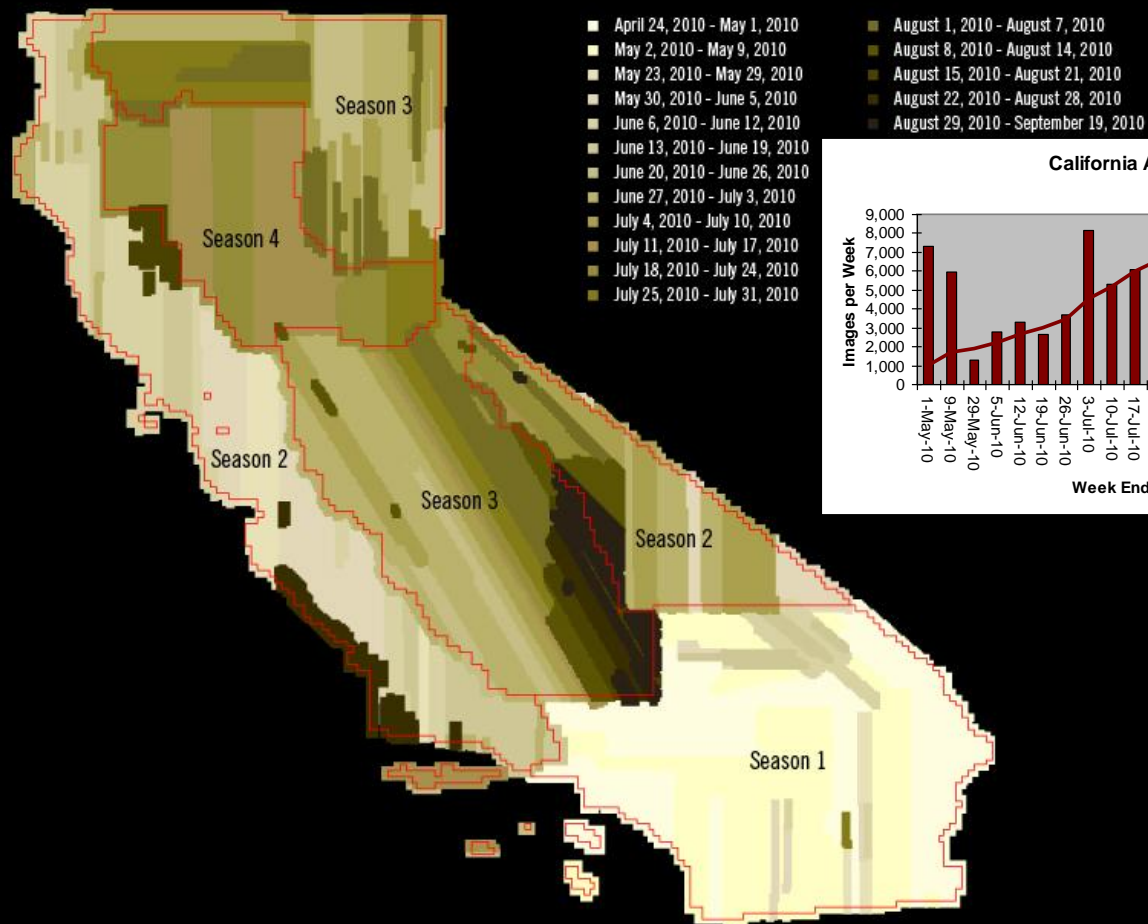 April 24, 2010 - May 1, 2010
May 2, 2010 - May 9, 2010
May 23, 2010 - May 29, 2010
May 30, 2010 - June 5, 2010
June 6, 2010 - June 12, 2010
June 13, 2010 - June 19, 2010
June 20, 2010 - June 26, 2010
June 27, 2010 - July 3, 2010
July 4, 2010 - July 10, 2010
July 11, 2010 - July 17, 2010
July 18, 2010 - July 24, 2010
July 25, 2010 - July 31, 2010
August 1, 2010 - August 7, 2010
August 8, 2010 - August 14, 2010
August 15, 2010 - August 21, 2010
August 22, 2010 - August 28, 2010
August 29, 2010 - September 19, 2010
Season 3
Season 4
Season 2
Season 3
Season 2
Season 1
California A
Images per Week
9,000
8,000
7,000
6,000
5,000
4,000
3,000
2,000
1,000
0
1-May-10
9-May-10
29-May-10
5-Jun-10
12-Jun-10
19-Jun-10
26-Jun-10
3-Jul-10
10-Jul-10
17-Jul-10
Week End